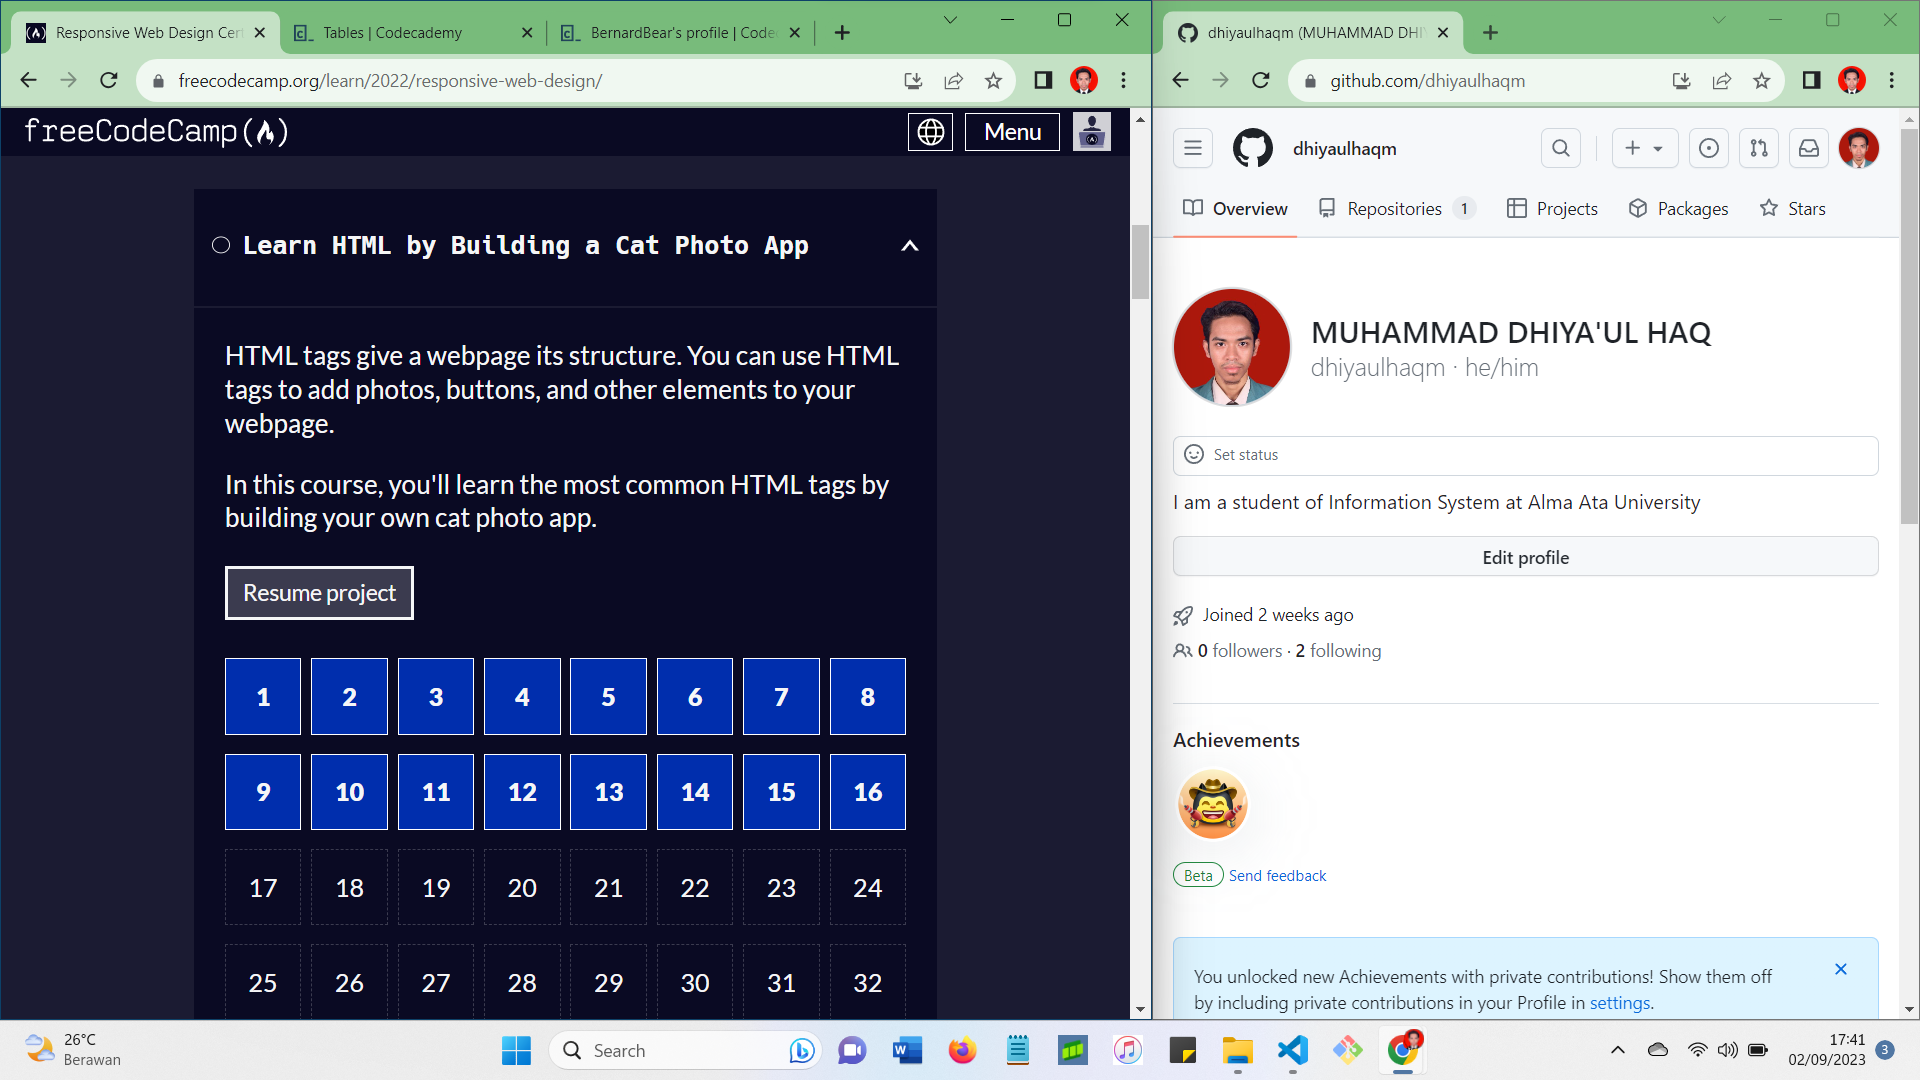 Responsive Web Design Cer
Tables | Codecademy
BernardBear's profile | Codec
freecodecamp.org/learn/2022/responsive-web-design/
freeCodeCamp
Menu
Learn HTML by Building a Cat Photo App
HTML tags give a webpage its structure. You can use HTML
tags to add photos, buttons, and other elements to your
webpage.
In this course, you'll learn the most common HTML tags by
building your own cat photo app.
Resume project
1 2 3 4 5 6 7 8
9 10 11 12 13 14 15 16
17 18 19 20 21 22 23 24
25 26 27 28 29 30 31 32
dhiyaulhaqm (MUHAMMAD DHI
github.com/dhiyaulhaqm
dhiyaulhaqm
Overview Repositories 1 Projects Packages Stars
MUHAMMAD DHIYA'UL HAQ
dhiyaulhaqm · he/him
Set status
I am a student of Information System at Alma Ata University
Edit profile
Joined 2 weeks ago
0 followers · 2 following
Achievements
Beta Send feedback
You unlocked new Achievements with private contributions! Show them off
by including private contributions in your Profile in settings.
26°C
Berawan
Search
17:41
02/09/2023
3